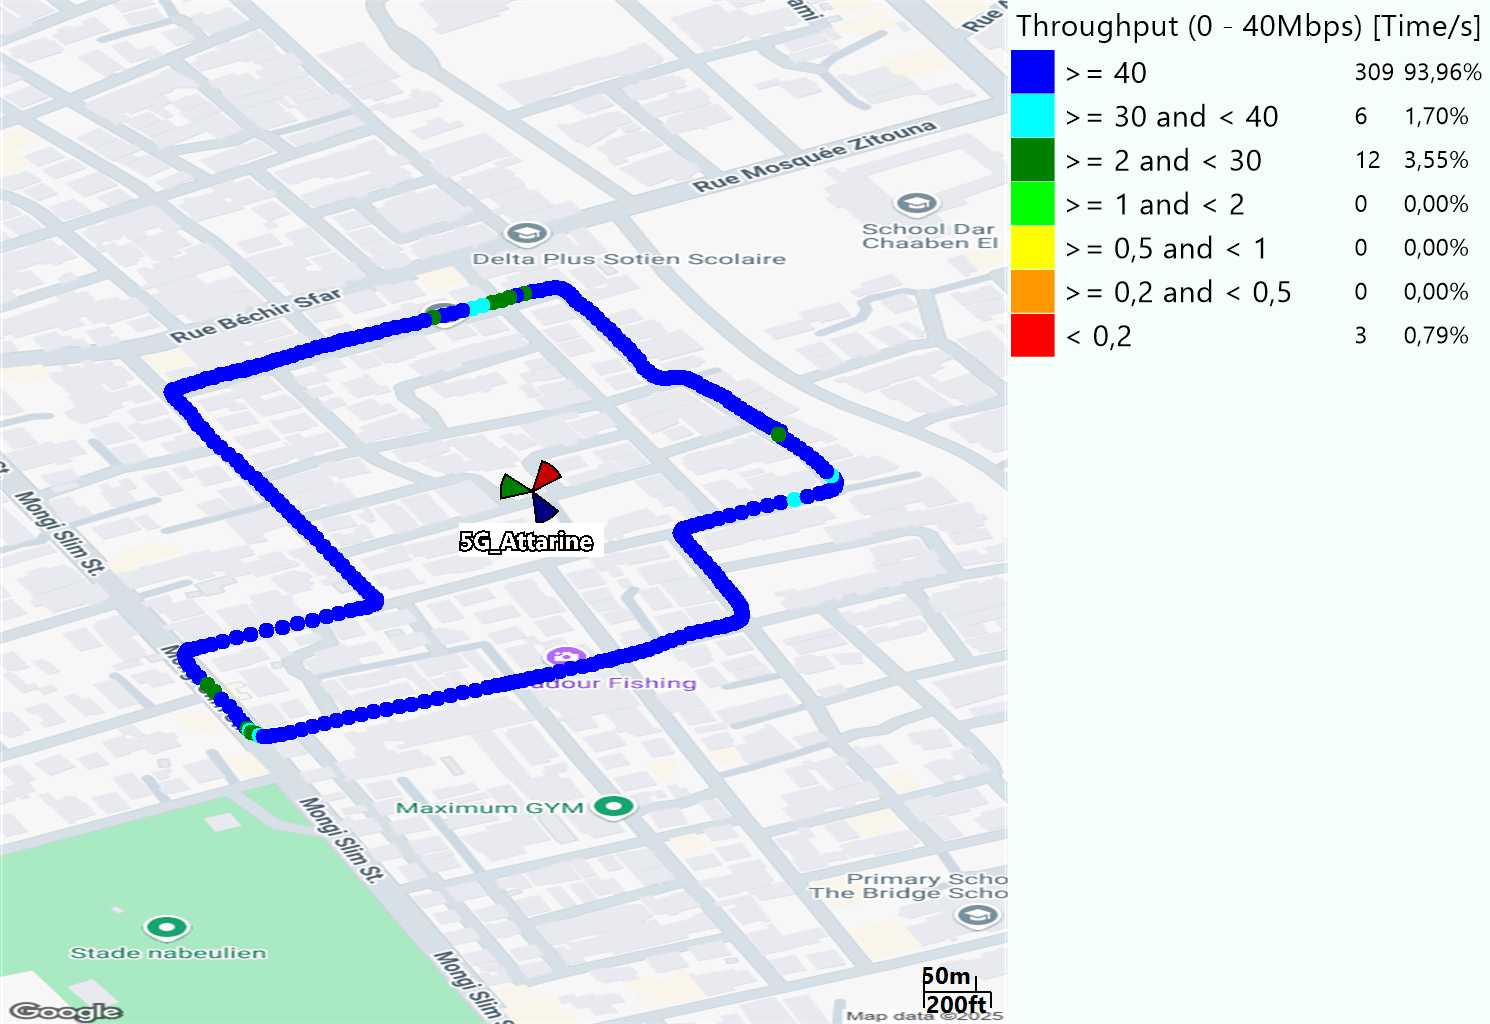 Throughput (0 - 40Mbps) [Time/s]
>= 40 309 93,96%
>= 30 and < 40 6 1,70%
>= 2 and < 30 12 3,55%
>= 1 and < 2 0 0,00%
>= 0,5 and < 1 0 0,00%
>= 0,2 and < 0,5 0 0,00%
< 0,2 3 0,79%
Rue Mosquée Zitouna
School Dar
Chaaben El
Delta Plus Sotien Scolaire
Rue Béchir Sfar
Mongi Slim St.
5G_Attarine
adour Fishing
Maximum GYM
Mongi Slim St.
Primary Scho
The Bridge Scho
Stade nabeulien
Mongi Slim S
50m
200ft
Google
Map data ©2025